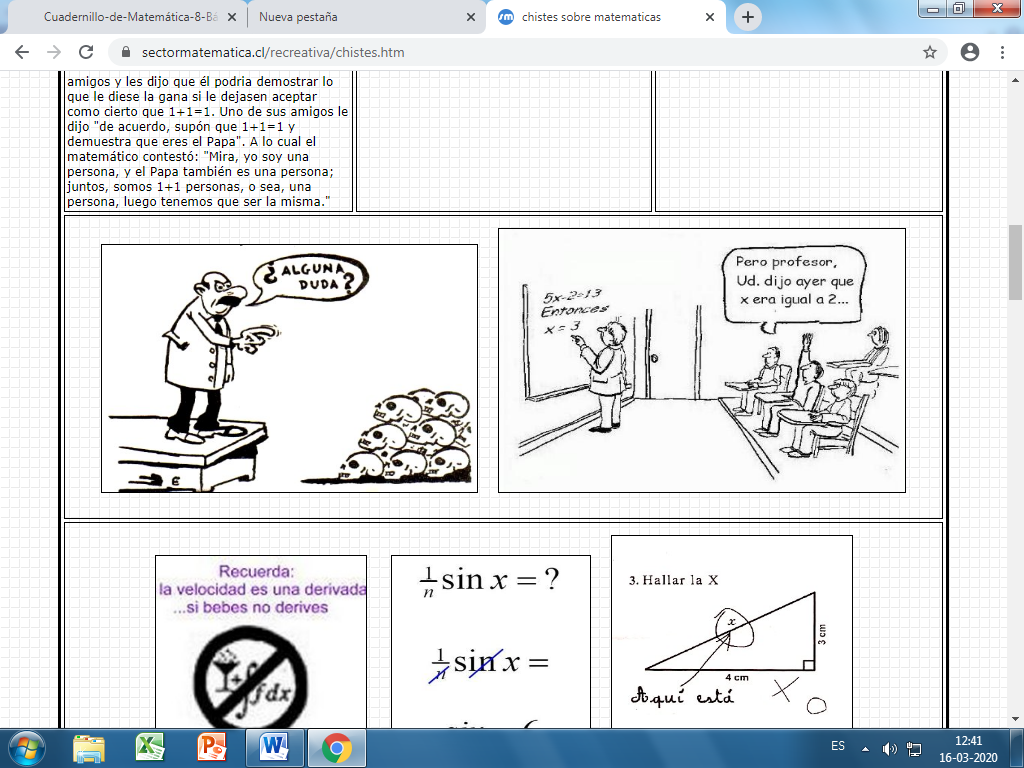 Cuadernillo-de-Matemática-8-Bá
Nueva pestaña
chistes sobre matematicas
sectormatematica.cl/recreativa/chistes.htm
amigos y les dijo que él podria demostrar lo
que le diese la gana si le dejasen aceptar
como cierto que 1+1=1. Uno de sus amigos le
dijo "de acuerdo, supón que 1+1=1 y
demuestra que eres el Papa". A lo cual el
matemático contestó: "Mira, yo soy una
persona, y el Papa también es una persona;
juntos, somos 1+1 personas, o sea, una
persona, luego tenemos que ser la misma."
¿ALGUNA
DUDA?
E
5x-2=13
Entonces
x = 3
Pero profesor,
Ud. dijo ayer que
x era igual a 2...
Recuerda:
la velocidad es una derivada
...si bebes no derives
+∫fdx
1/n sin x = ?
1/n sin x =
3. Hallar la X
x
3 cm
4 cm
Aquí está
X
O
ES
12:41
16-03-2020